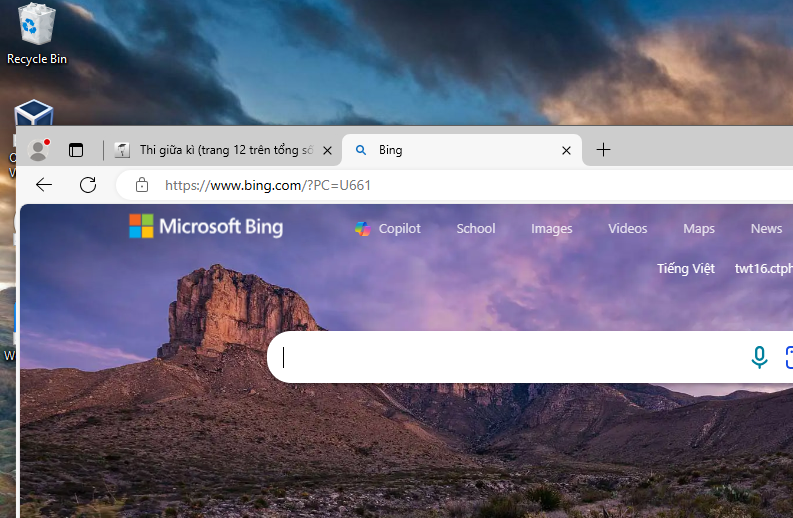 Recycle Bin
Thi giữa kì (trang 12 trên tổng số
Bing
https://www.bing.com/?PC=U661
Microsoft Bing
Copilot
School
Images
Videos
Maps
News
Tiếng Việt
twt16.ctph